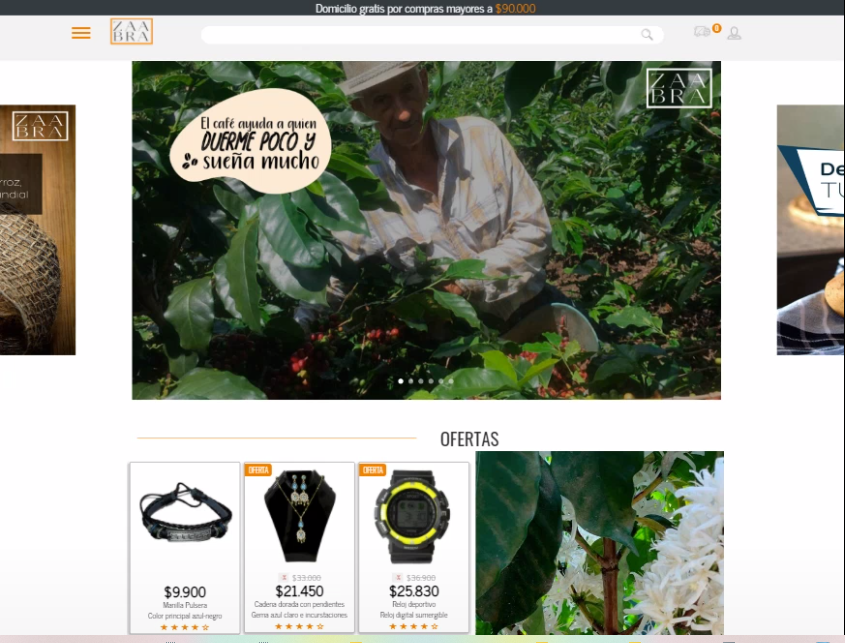 Domicilio gratis por compras mayores a $90.000
ZAA
BRA
0
ZAA
BRA
ZAA
BRA
El café ayuda a quien
DUERME POCO Y
sueña mucho
rroz,
undial
De
TU
OFERTAS
OFERTA
OFERTA
$33.000
$36.900
$9.900
$21.450
$25.830
Manilla Pulsera
Cadena dorada con pendientes
Reloj deportivo
Color principal azul-negro
Gema azul claro e incrustaciones
Reloj digital sumergible